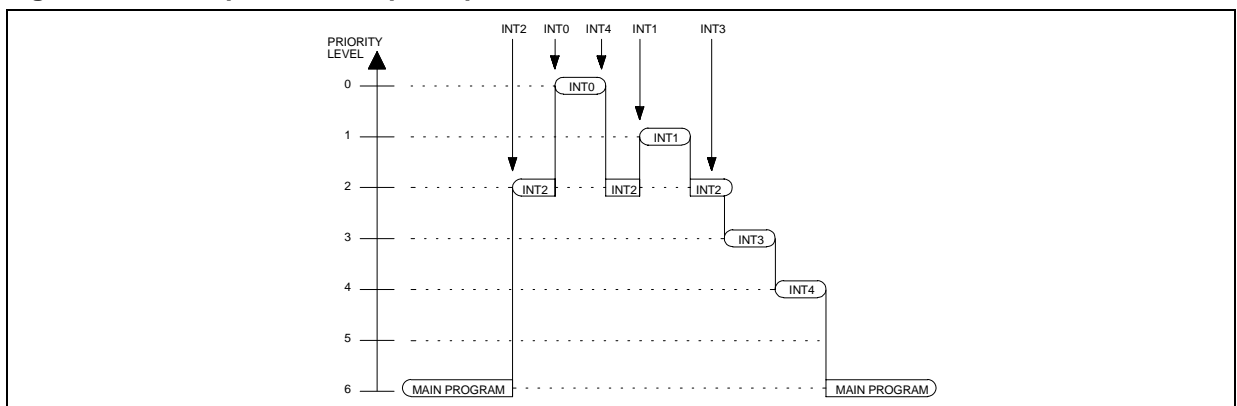 INT2 INT0 INT4 INT1 INT3
PRIORITY
LEVEL
0 INT0
1 INT1
2 INT2 INT2 INT2
3 INT3
4 INT4
5
6 MAIN PROGRAM MAIN PROGRAM